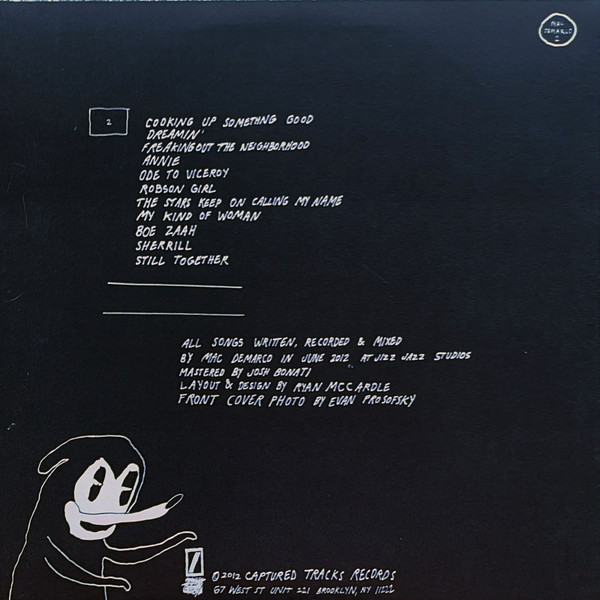 MAC
DEMARCO
2
2
COOKING UP SOMETHNG GOOD
DREAMIN'
FREAKING OUT THE NEIGHBORHOOD
ANNIE
ODE TO VICEROY
ROBSON GIRL
THE STARS KEEP ON CALLING MY NAME
MY KIND OF WOMAN
BOE ZAAH
SHERRILL
STILL TOGETHER
ALL SONGS WRITTEN, RECORDED & MIXED
BY MAC DEMARCO IN JUNE 2012 AT JIZZ JAZZ STUDIOS
MASTERED BY JOSH BONATI
LAYOUT & DESIGN BY RYAN MCCARDLE
FRONT COVER PHOTO BY EVAN PROSOFSKY
©2012 CAPTURED TRACKS RECORDS
67 WEST ST UNIT 221 BROOKLYN, NY 11222